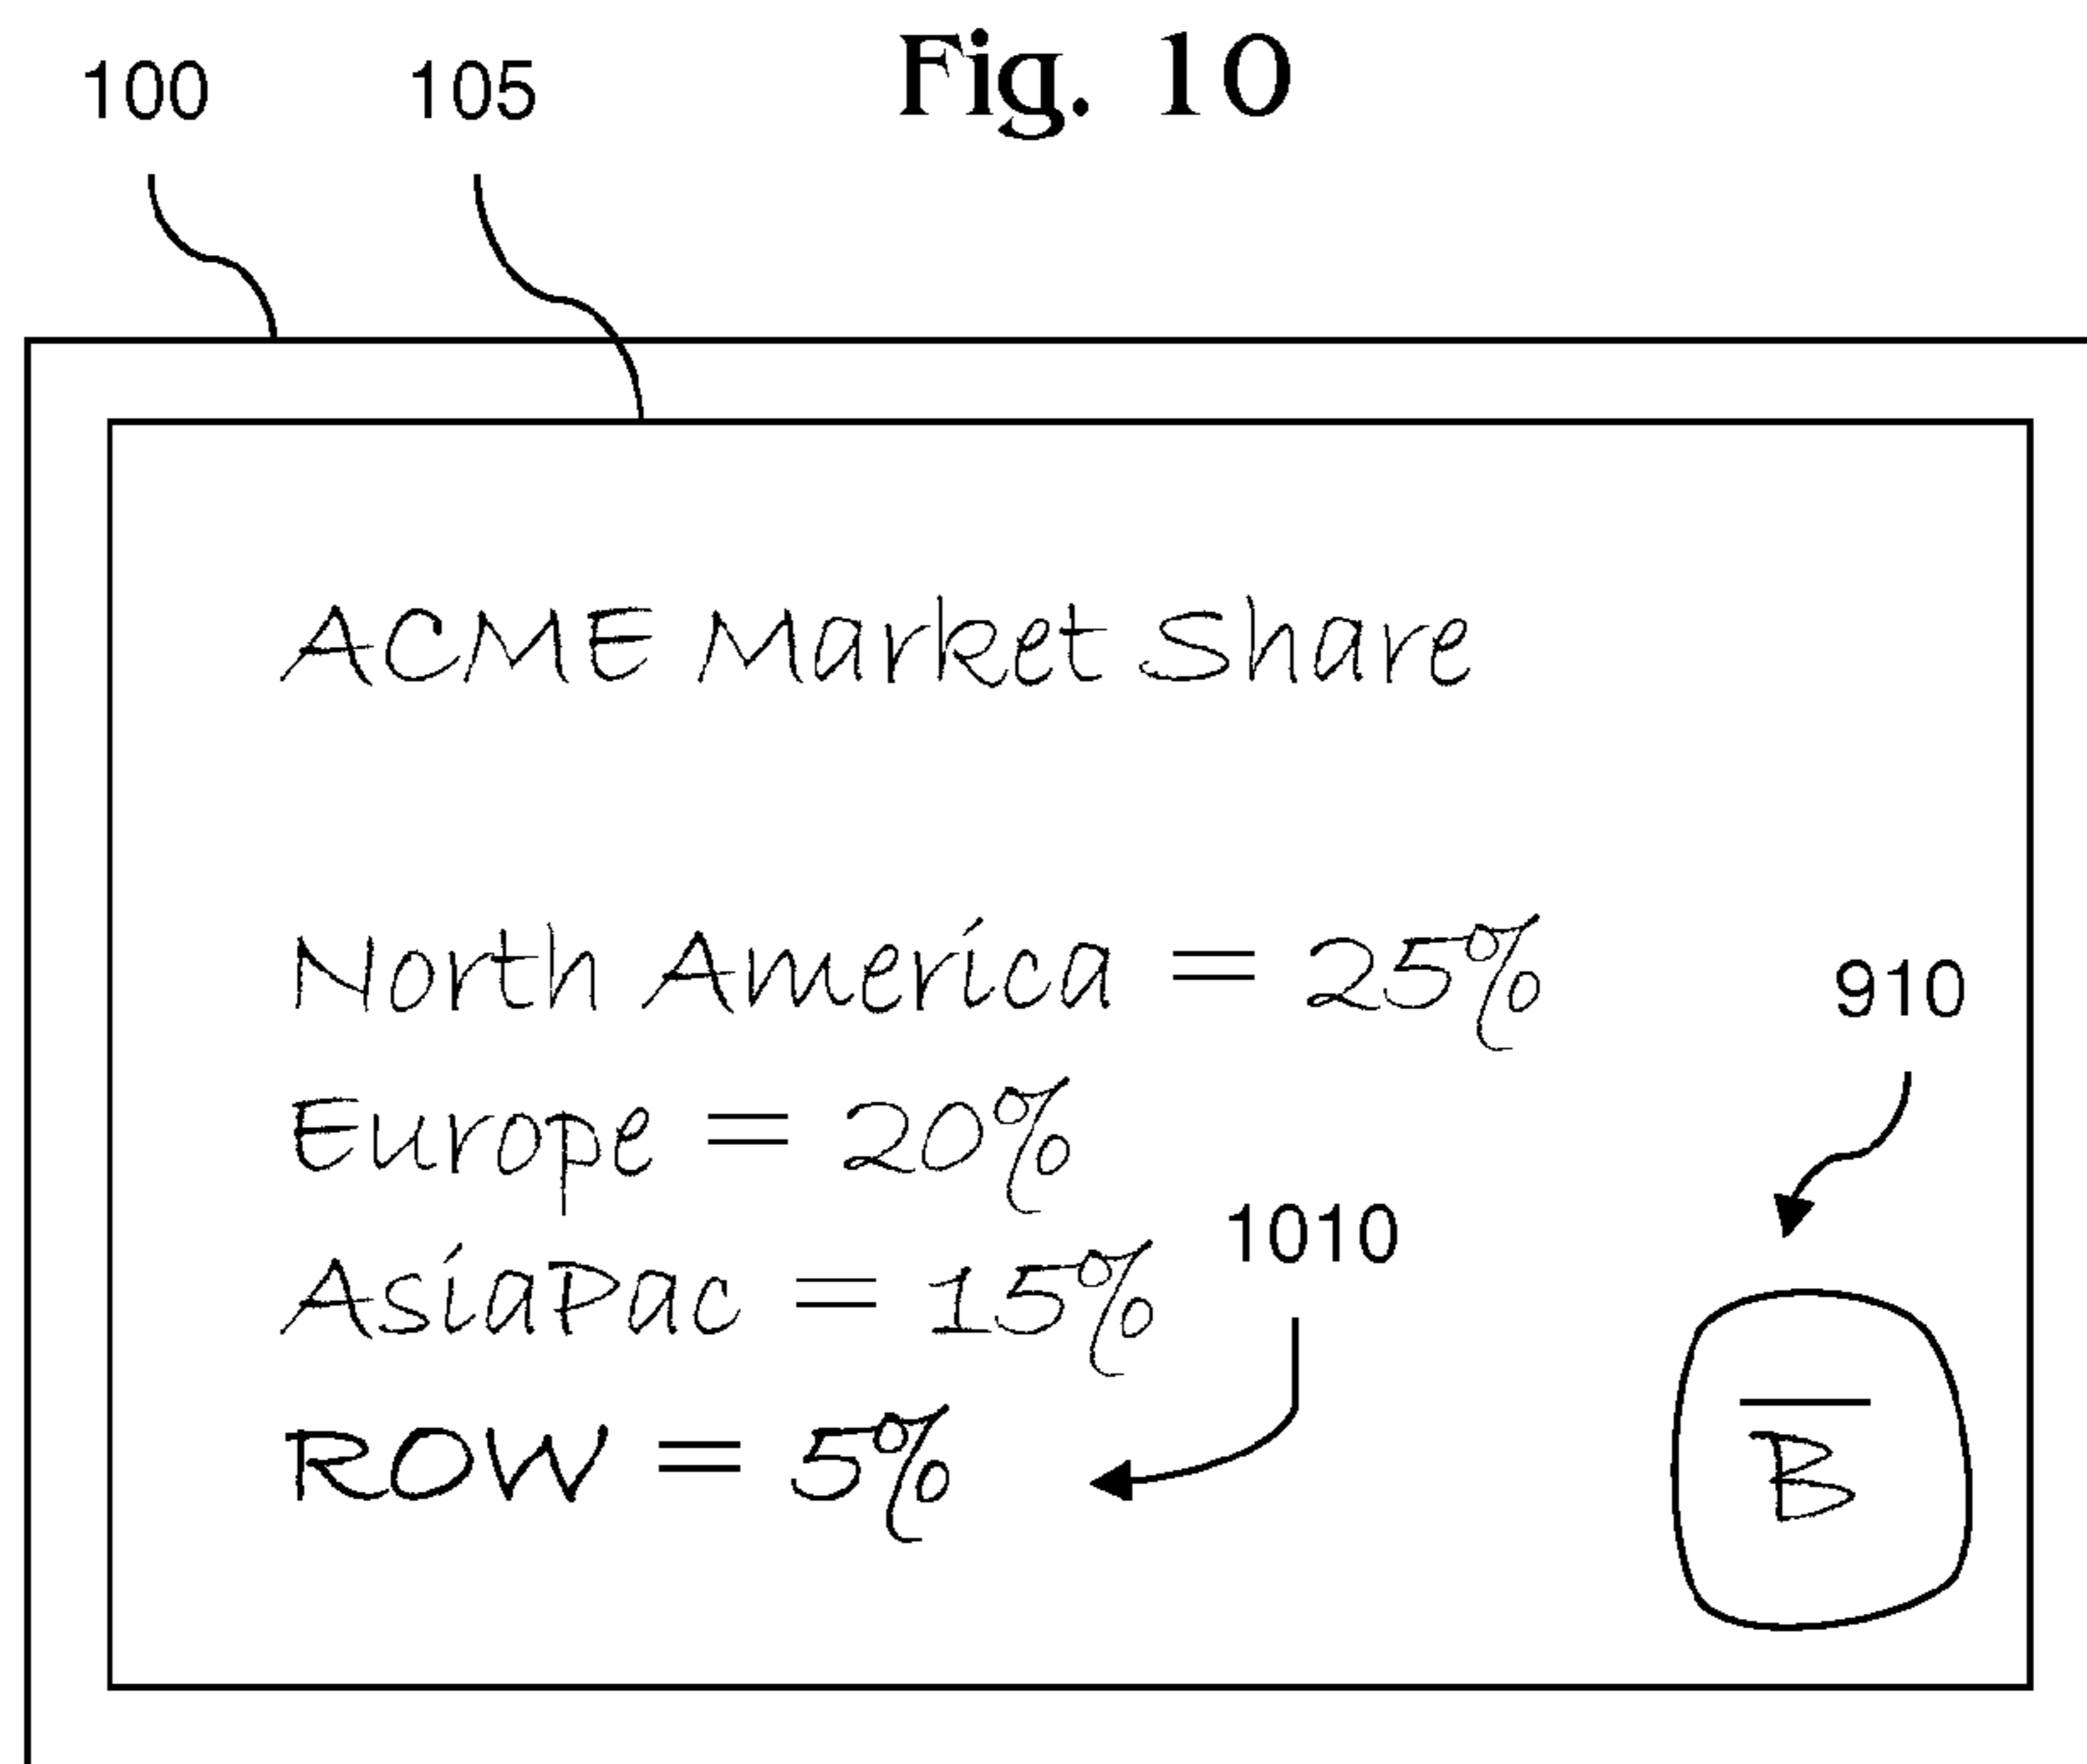 Fig. 10
100 105
ACME Market Share
North America = 25%
910
Europe = 20%
1010
AsiaPac = 15%
ROW = 5%
B